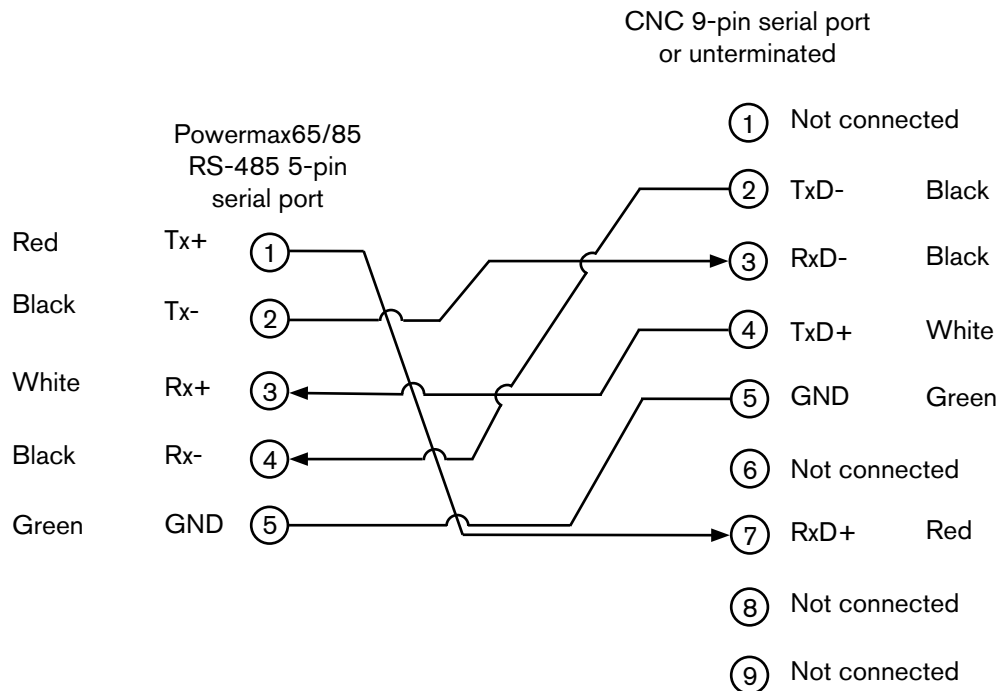 CNC 9-pin serial port
or unterminated
Powermax65/85
RS-485 5-pin
serial port
Red Tx+ 1
Black Tx- 2
White Rx+ 3
Black Rx- 4
Green GND 5
1 Not connected
2 TxD- Black
3 RxD- Black
4 TxD+ White
5 GND Green
6 Not connected
7 RxD+ Red
8 Not connected
9 Not connected